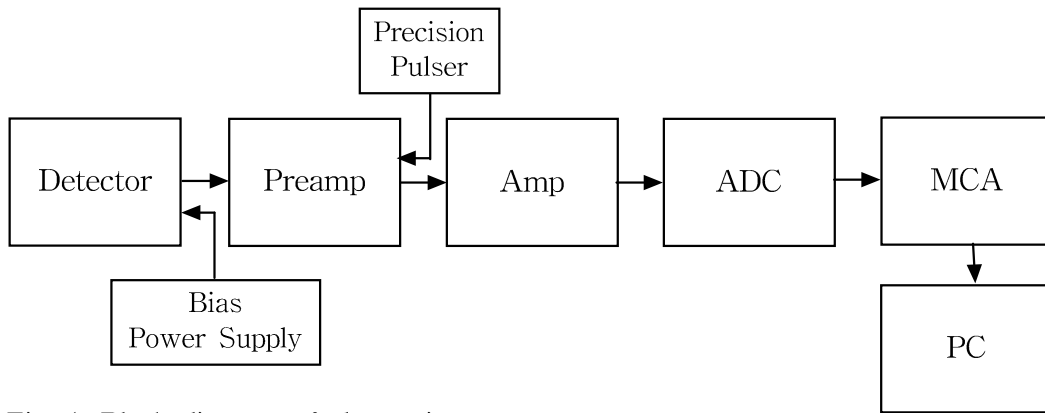 Precision
Pulser
Detector
Preamp
Amp
ADC
MCA
Bias
Power Supply
PC